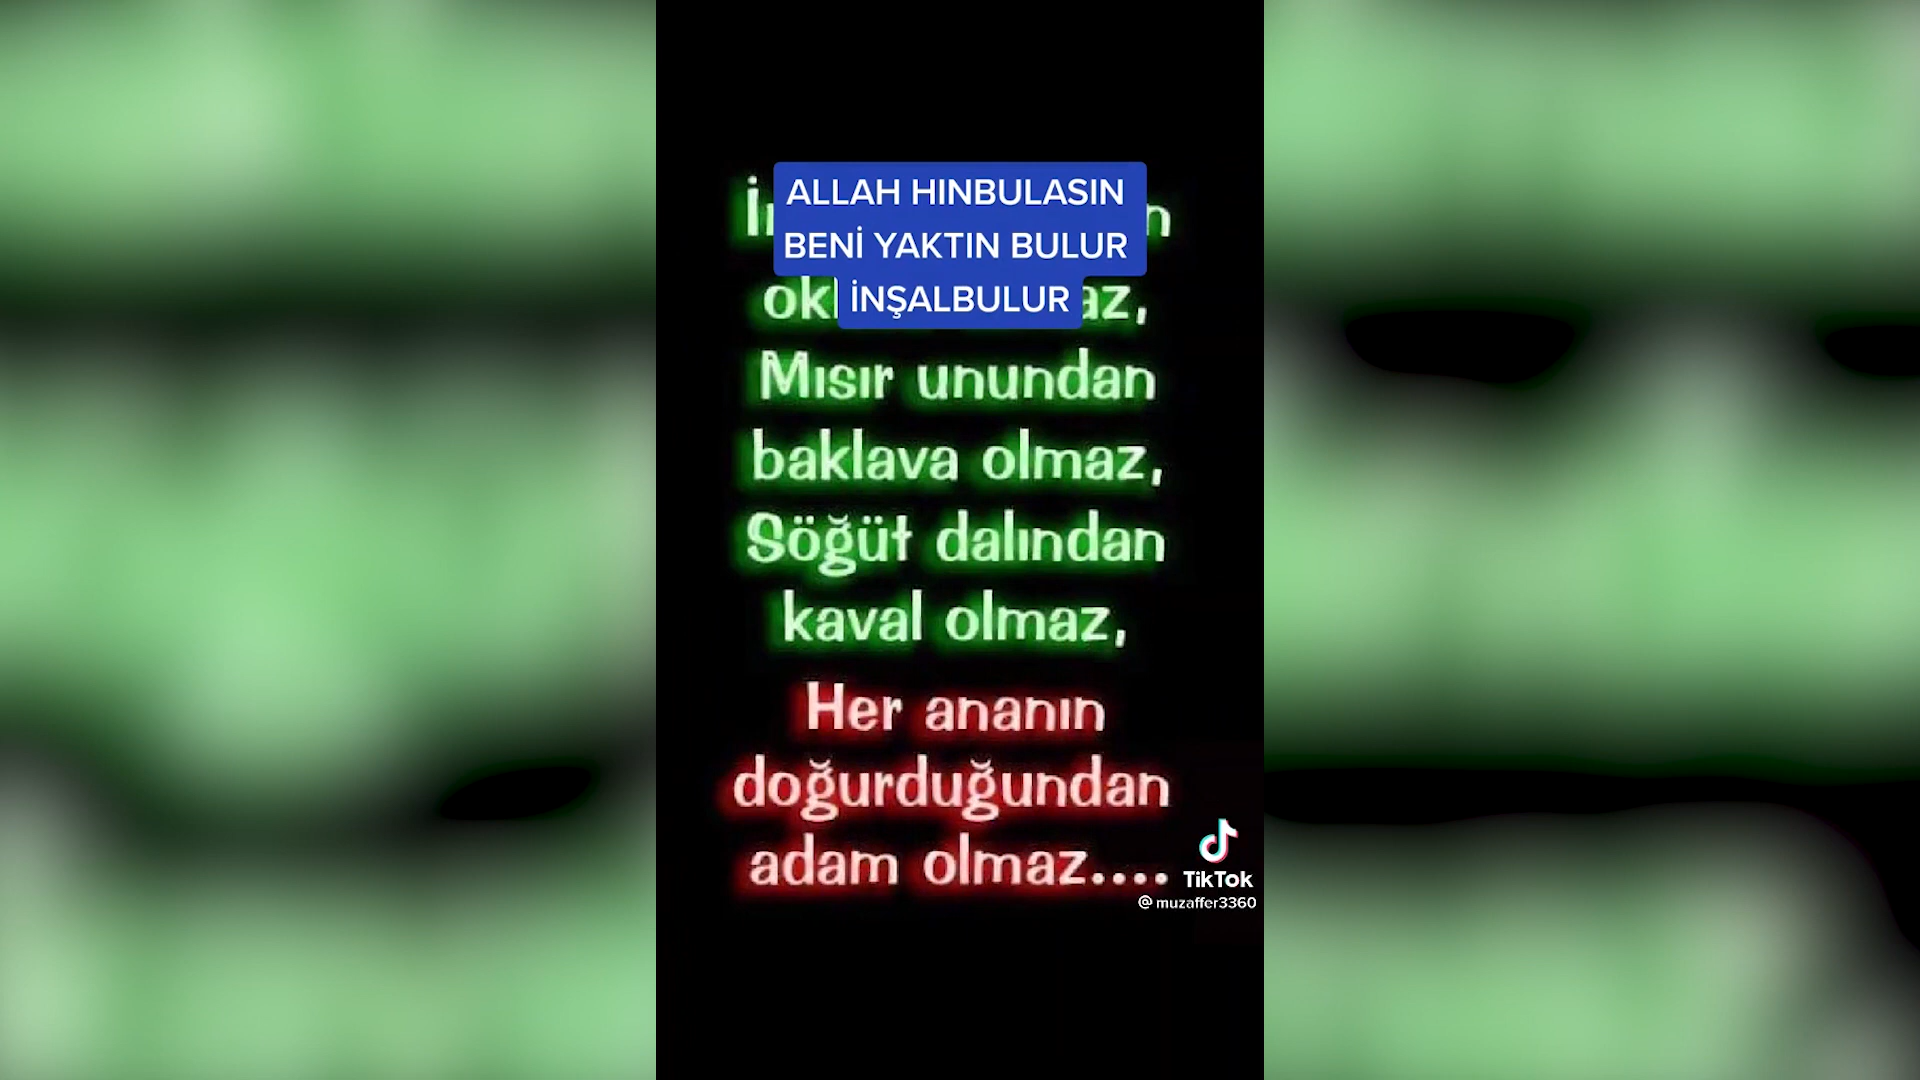 ALLAH HINBULASIN
BENİ YAKTIN BULUR
İNŞALBULUR
Mısır unundan
baklava olmaz,
Söğüt dalından
kaval olmaz,
Her ananın
doğurduğundan
adam olmaz....
TikTok
@muzaffer3360